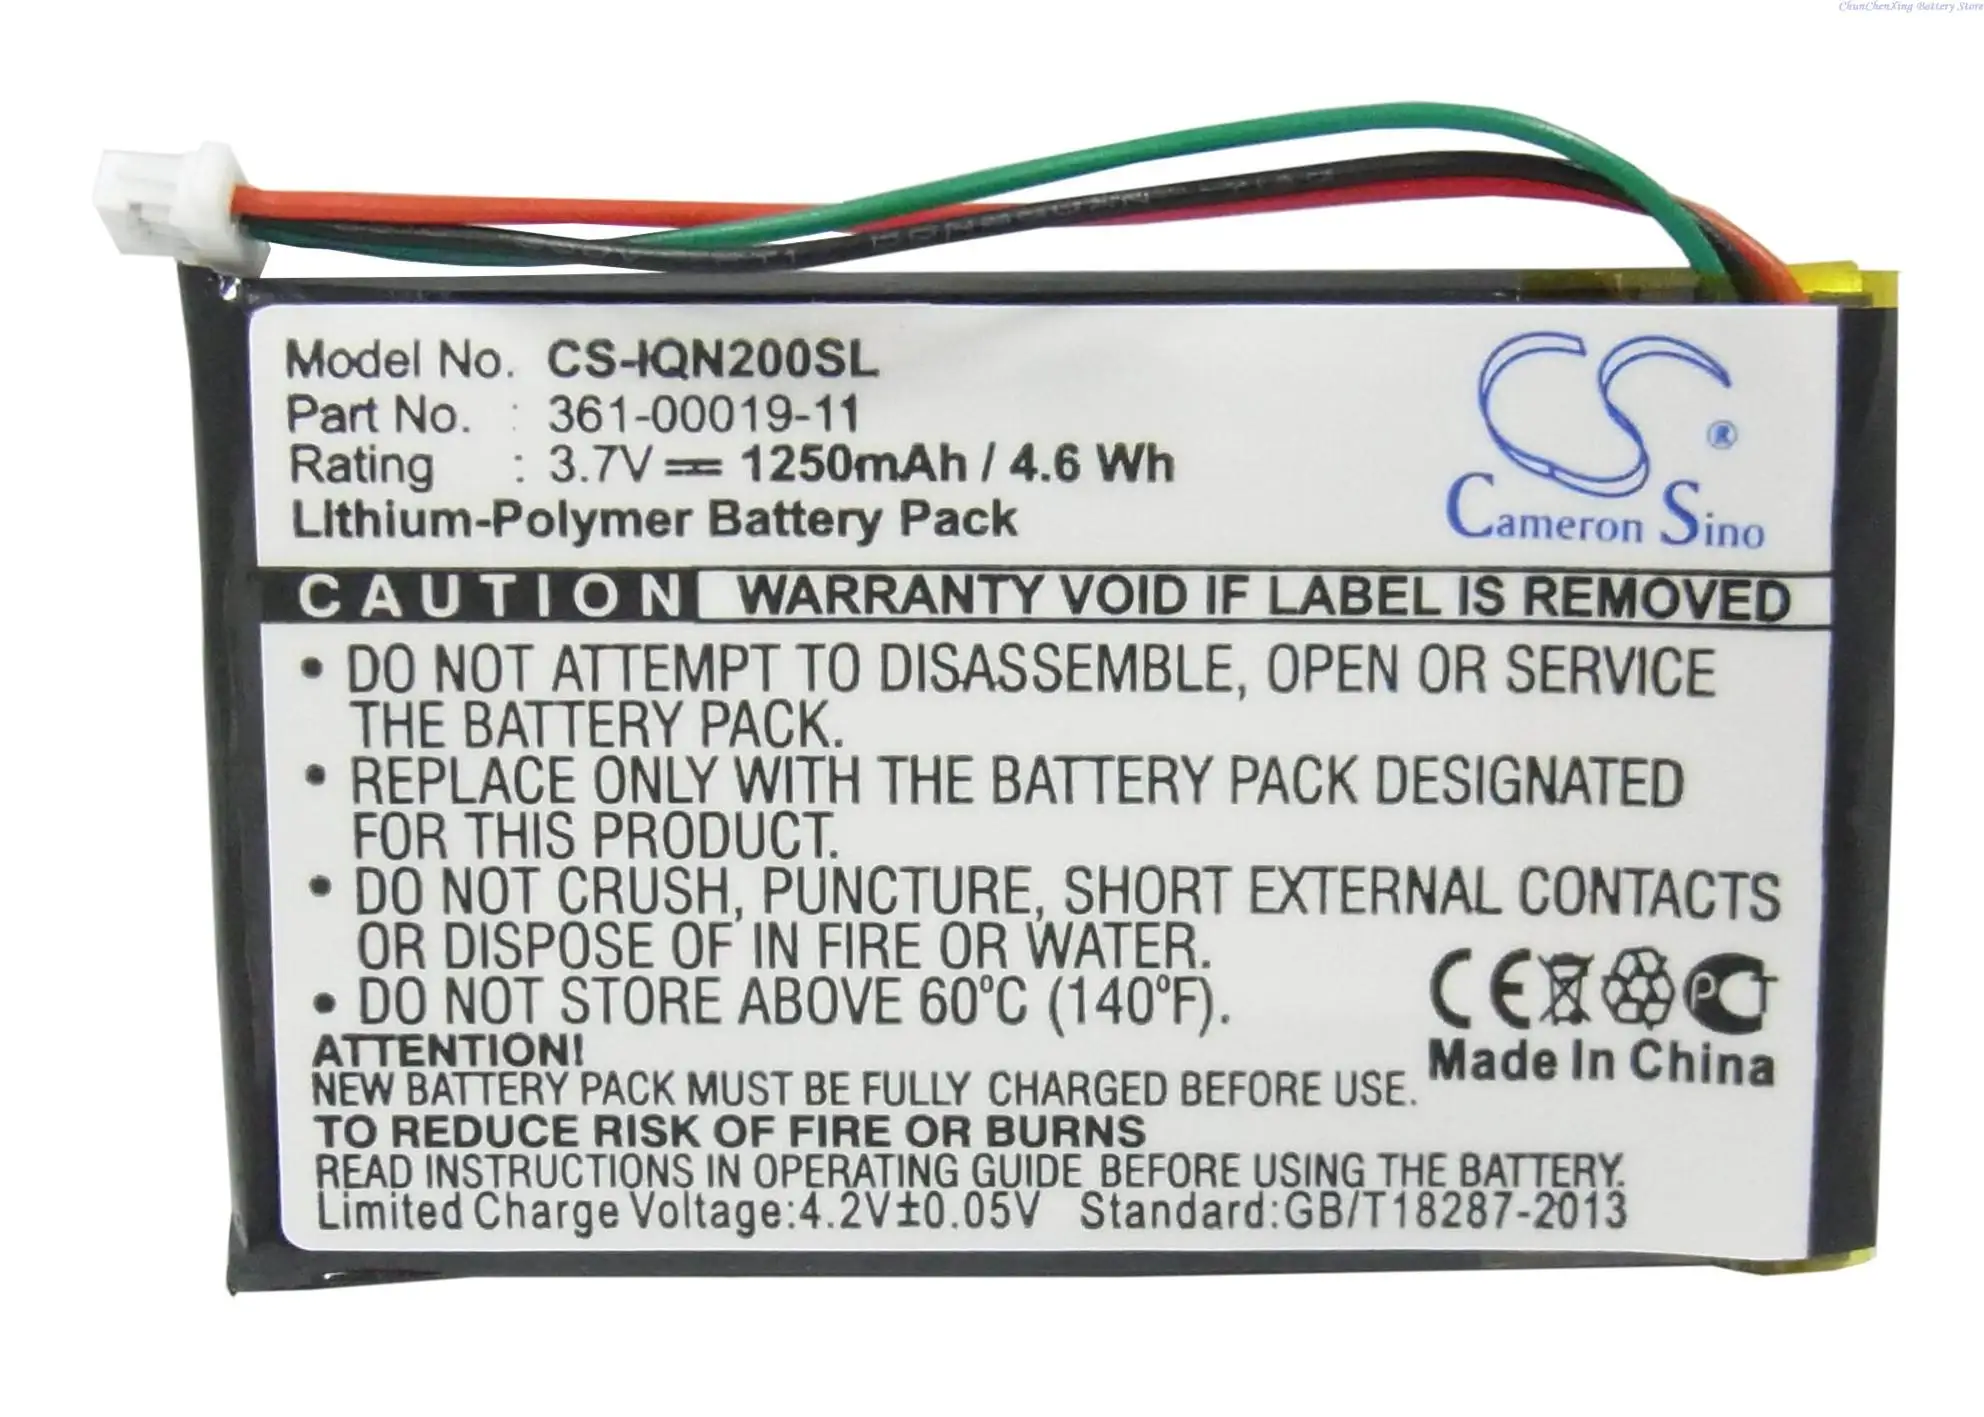 ChunChenXing Battery Store
Model No. CS-IQN200SL
Part No. : 361-00019-11
Rating : 3.7V 1250mAh / 4.6 Wh
Lithium-Polymer Battery Pack
CS ®
Cameron Sino
CAUTION WARRANTY VOID IF LABEL IS REMOVED
• DO NOT ATTEMPT TO DISASSEMBLE, OPEN OR SERVICE
THE BATTERY PACK.
• REPLACE ONLY WITH THE BATTERY PACK DESIGNATED
FOR THIS PRODUCT.
• DO NOT CRUSH, PUNCTURE, SHORT EXTERNAL CONTACTS
OR DISPOSE OF IN FIRE OR WATER.
• DO NOT STORE ABOVE 60°C (140°F).
CE PCT
Made In China
ATTENTION!
NEW BATTERY PACK MUST BE FULLY CHARGED BEFORE USE.
TO REDUCE RISK OF FIRE OR BURNS
READ INSTRUCTIONS IN OPERATING GUIDE BEFORE USING THE BATTERY.
Limited Charge Voltage:4.2V±0.05V Standard:GB/T18287-2013